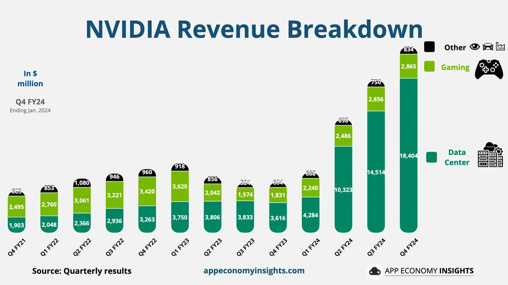 NVIDIA Revenue Breakdown
Other
Gaming
Data
Center
In $
million
Q4 FY24
Ending Jan. 2024
2,495
1,903
853
2,760
2,048
1,080
3,061
2,366
946
3,221
2,936
960
3,420
3,263
918
3,620
3,750
2,042
3,806
1,574
3,833
1,831
3,616
2,240
4,284
2,486
10,323
2,856
14,514
834
2,865
18,404
Q4 FY21
Q1 FY22
Q2 FY22
Q3 FY22
Q4 FY22
Q1 FY23
Q2 FY23
Q3 FY23
Q4 FY23
Q1 FY24
Q2 FY24
Q3 FY24
Q4 FY24
Source: Quarterly results
appeconomyinsights.com
APP ECONOMY INSIGHTS